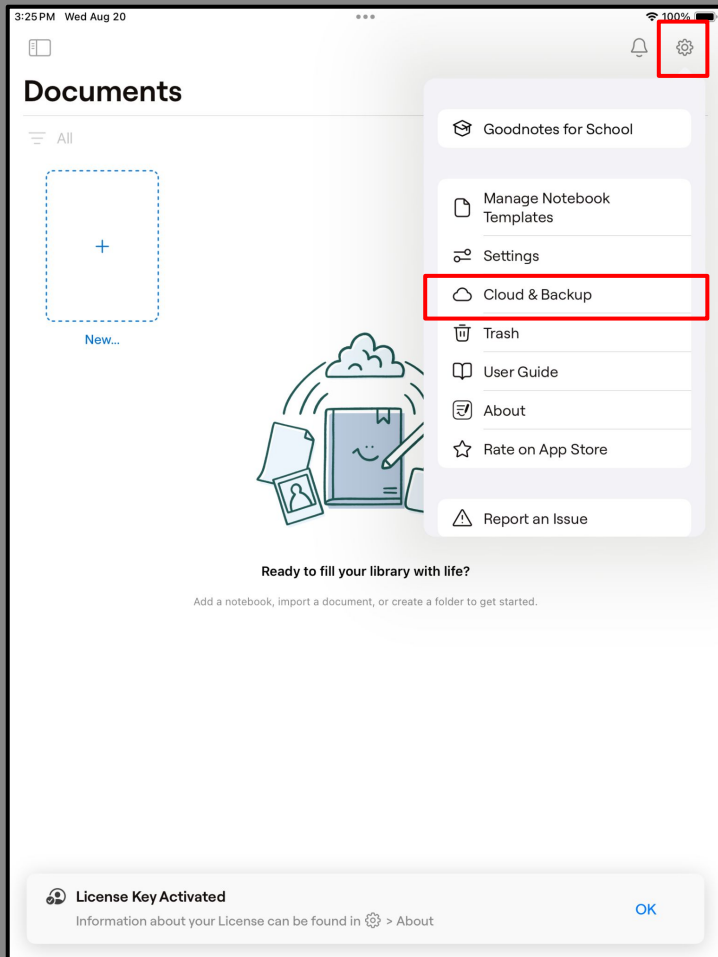 3:25 PM Wed Aug 20
100%
Documents
All
New...
Goodnotes for School
Manage Notebook
Templates
Settings
Cloud & Backup
Trash
User Guide
About
Rate on App Store
Report an Issue
Ready to fill your library with life?
Add a notebook, import a document, or create a folder to get started.
License Key Activated
Information about your License can be found in > About
OK